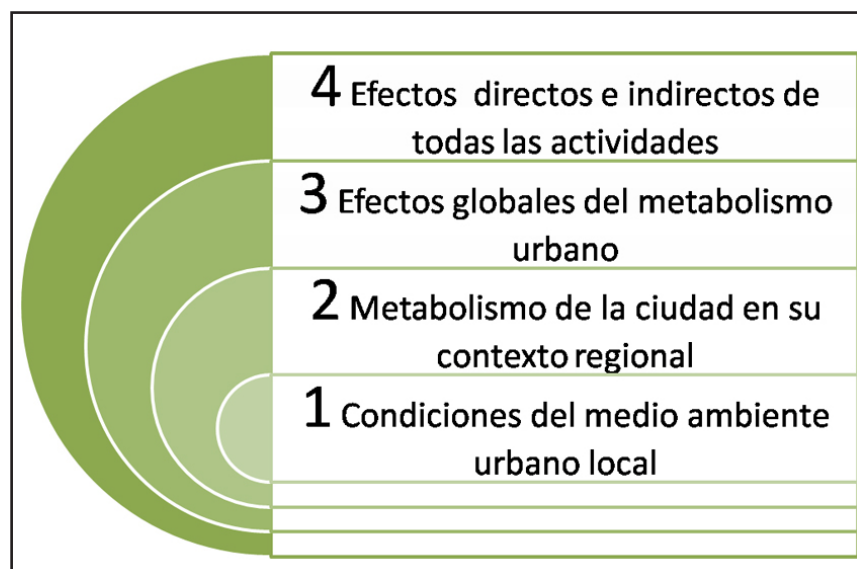 4 Efectos directos e indirectos de
todas las actividades
3 Efectos globales del metabolismo
urbano
2 Metabolismo de la ciudad en su
contexto regional
1 Condiciones del medio ambiente
urbano local